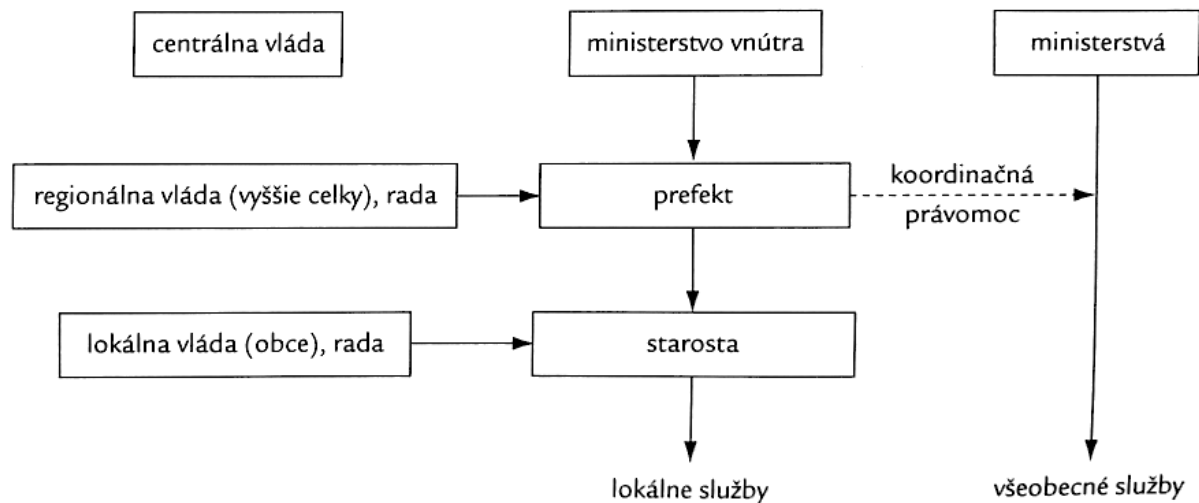 centrálna vláda
ministerstvo vnútra
ministerstvá
regionálna vláda (vyššie celky), rada
prefekt
koordinačná
právomoc
lokálna vláda (obce), rada
starosta
lokálne služby
všeobecné služby